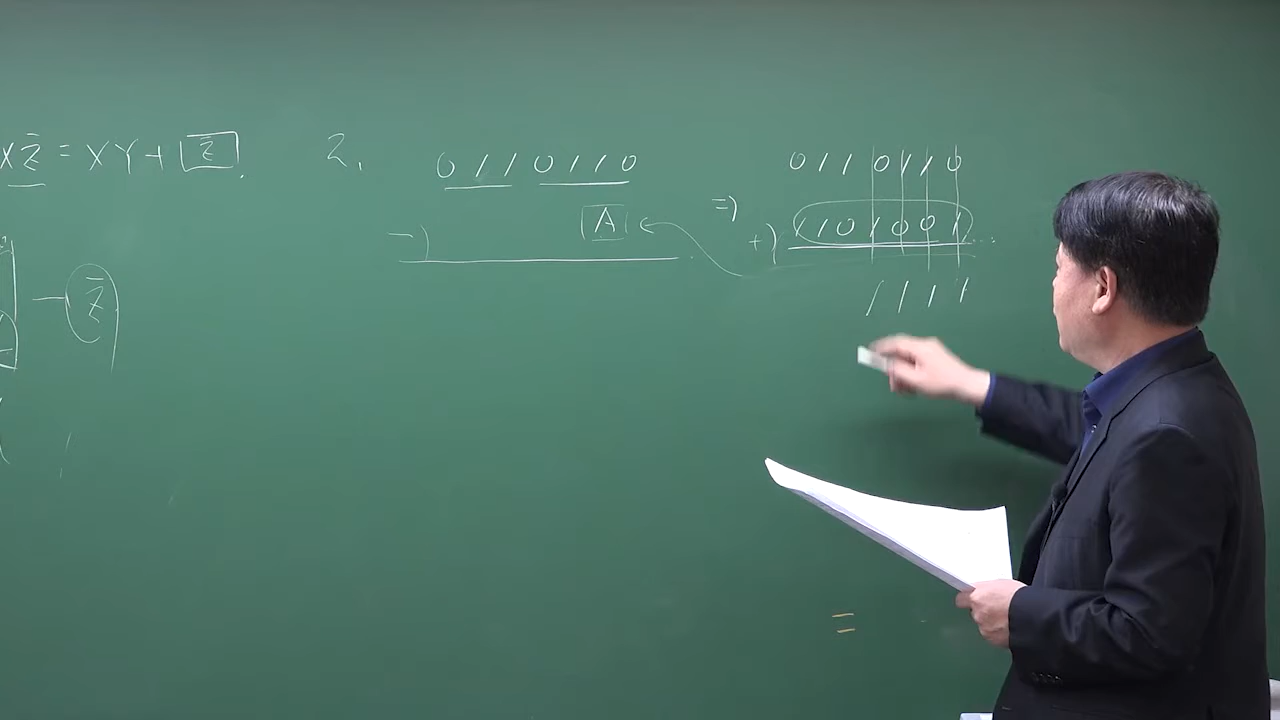 XZ̄ = XY + Z̄
2.
0110110
-) A
⇒
0110110
+) 1101001 ...
1111
Z̄
=